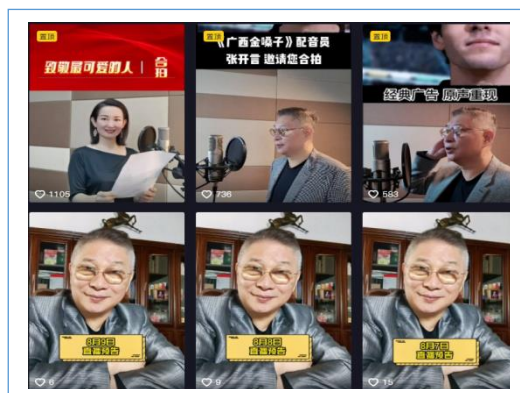 置顶
致敬最可爱的人｜合拍
1105
置顶
《广西金嗓子》配音员
张开言 邀请您合拍
736
置顶
经典广告 原声重现
583
8月9日
直播预告
6
8月8日
直播预告
9
8月7日
直播预告
15